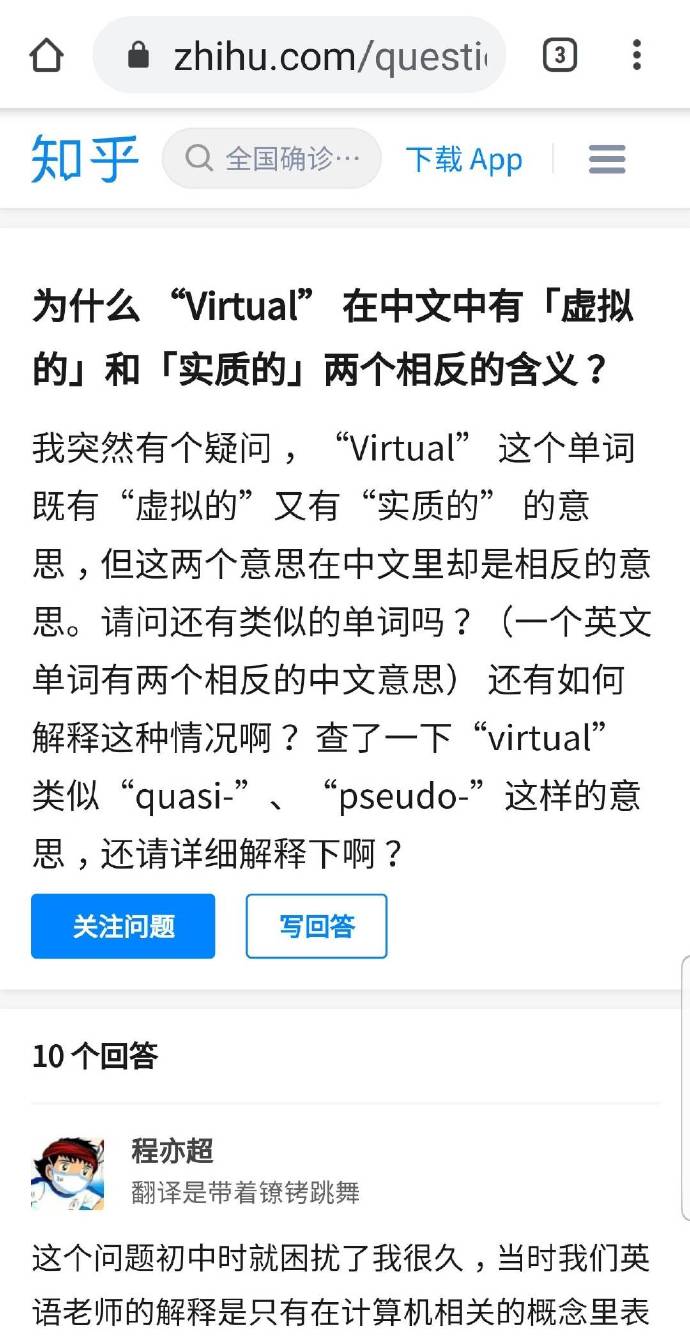 zhihu.com/questi
3
知乎
全国确诊…
下载 App
为什么 “Virtual” 在中文中有「虚拟
的」和「实质的」两个相反的含义？
我突然有个疑问，“Virtual” 这个单词
既有“虚拟的”又有“实质的” 的意
思，但这两个意思在中文里却是相反的意
思。请问还有类似的单词吗？（一个英文
单词有两个相反的中文意思） 还有如何
解释这种情况啊？查了一下“virtual”
类似“quasi-”、“pseudo-”这样的意
思，还请详细解释下啊？
关注问题
写回答
10 个回答
程亦超
翻译是带着镣铐跳舞
这个问题初中时就困扰了我很久，当时我们英
语老师的解释是只有在计算机相关的概念里表